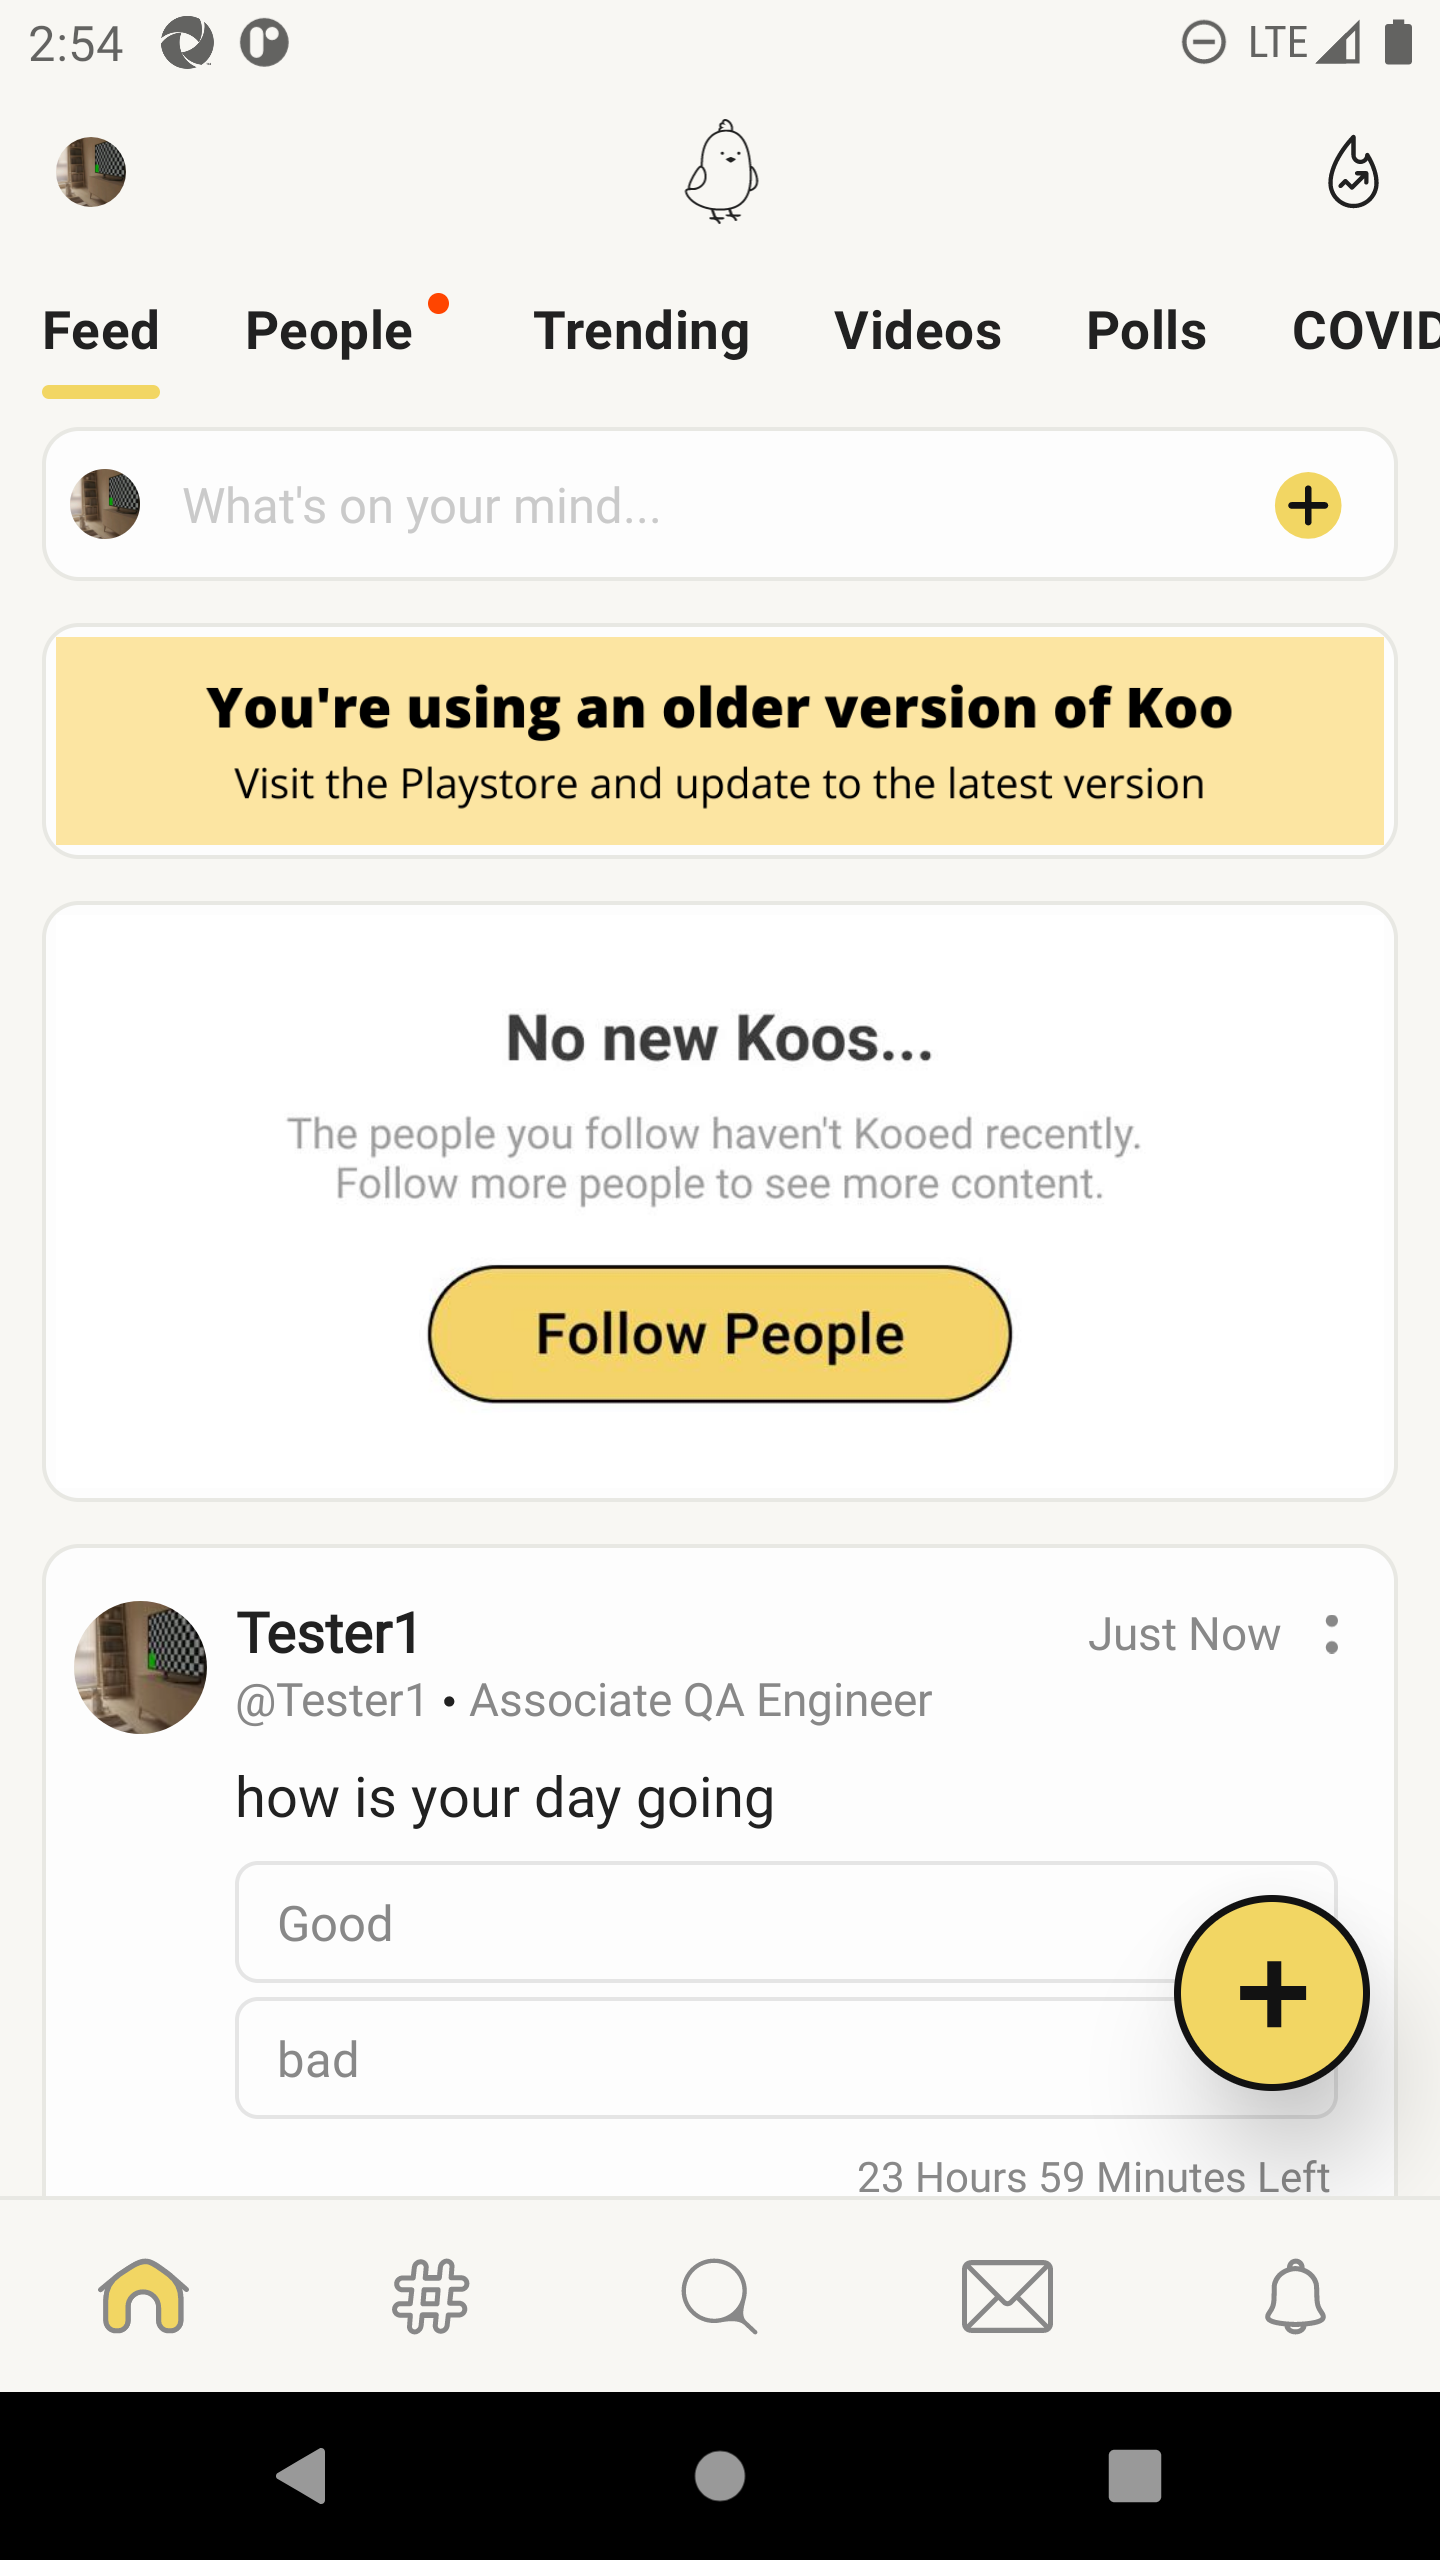 2:54
LTE
Feed People Trending Videos Polls COVID
What's on your mind...
You're using an older version of Koo
Visit the Playstore and update to the latest version
No new Koos...
The people you follow haven't Kooed recently.
Follow more people to see more content.
Follow People
Tester1
Just Now
@Tester1 • Associate QA Engineer
how is your day going
Good
bad
23 Hours 59 Minutes Left